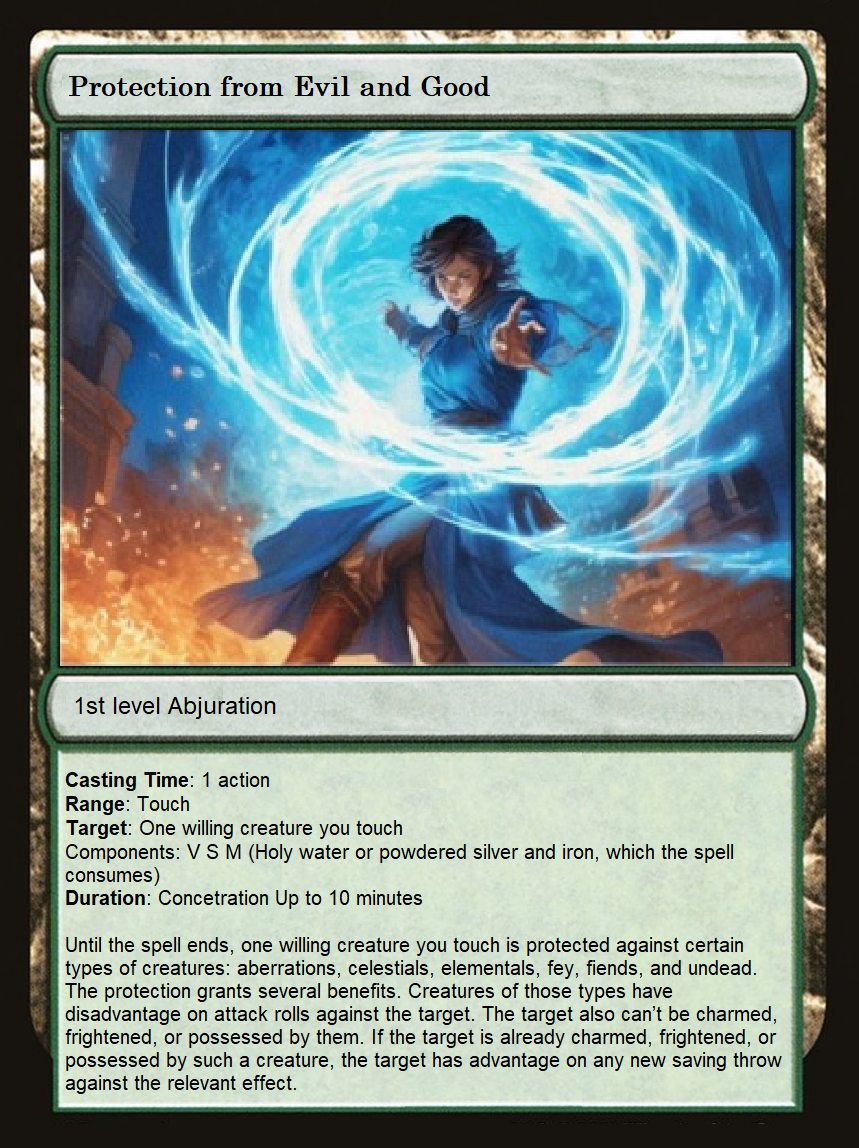 Protection from Evil and Good
1st level Abjuration
Casting Time: 1 action
Range: Touch
Target: One willing creature you touch
Components: V S M (Holy water or powdered silver and iron, which the spell
consumes)
Duration: Concetration Up to 10 minutes
Until the spell ends, one willing creature you touch is protected against certain
types of creatures: aberrations, celestials, elementals, fey, fiends, and undead.
The protection grants several benefits. Creatures of those types have
disadvantage on attack rolls against the target. The target also can’t be charmed,
frightened, or possessed by them. If the target is already charmed, frightened, or
possessed by such a creature, the target has advantage on any new saving throw
against the relevant effect.